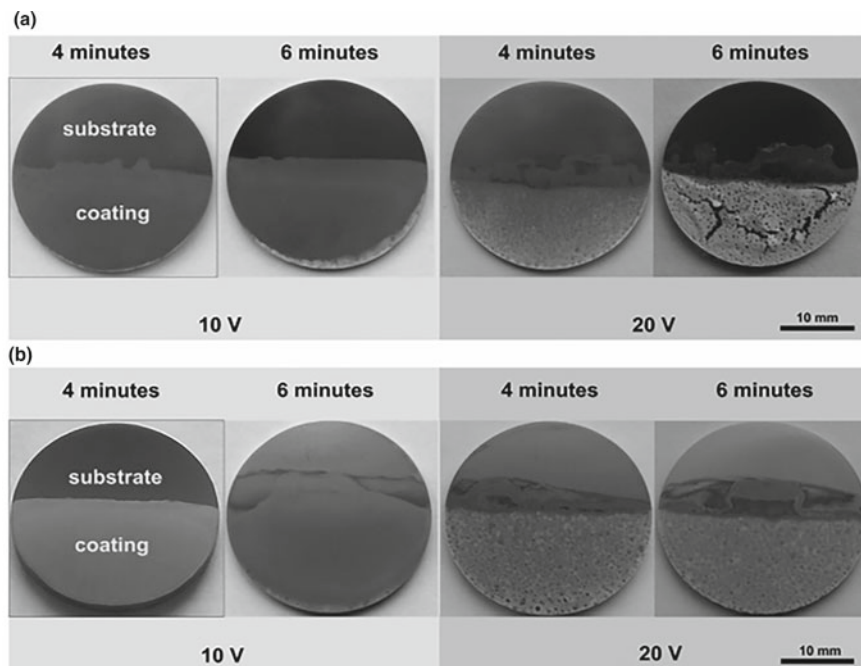 (a)
4 minutes 6 minutes 4 minutes 6 minutes
substrate
coating
10 V 20 V 10 mm
(b)
4 minutes 6 minutes 4 minutes 6 minutes
substrate
coating
10 V 20 V 10 mm